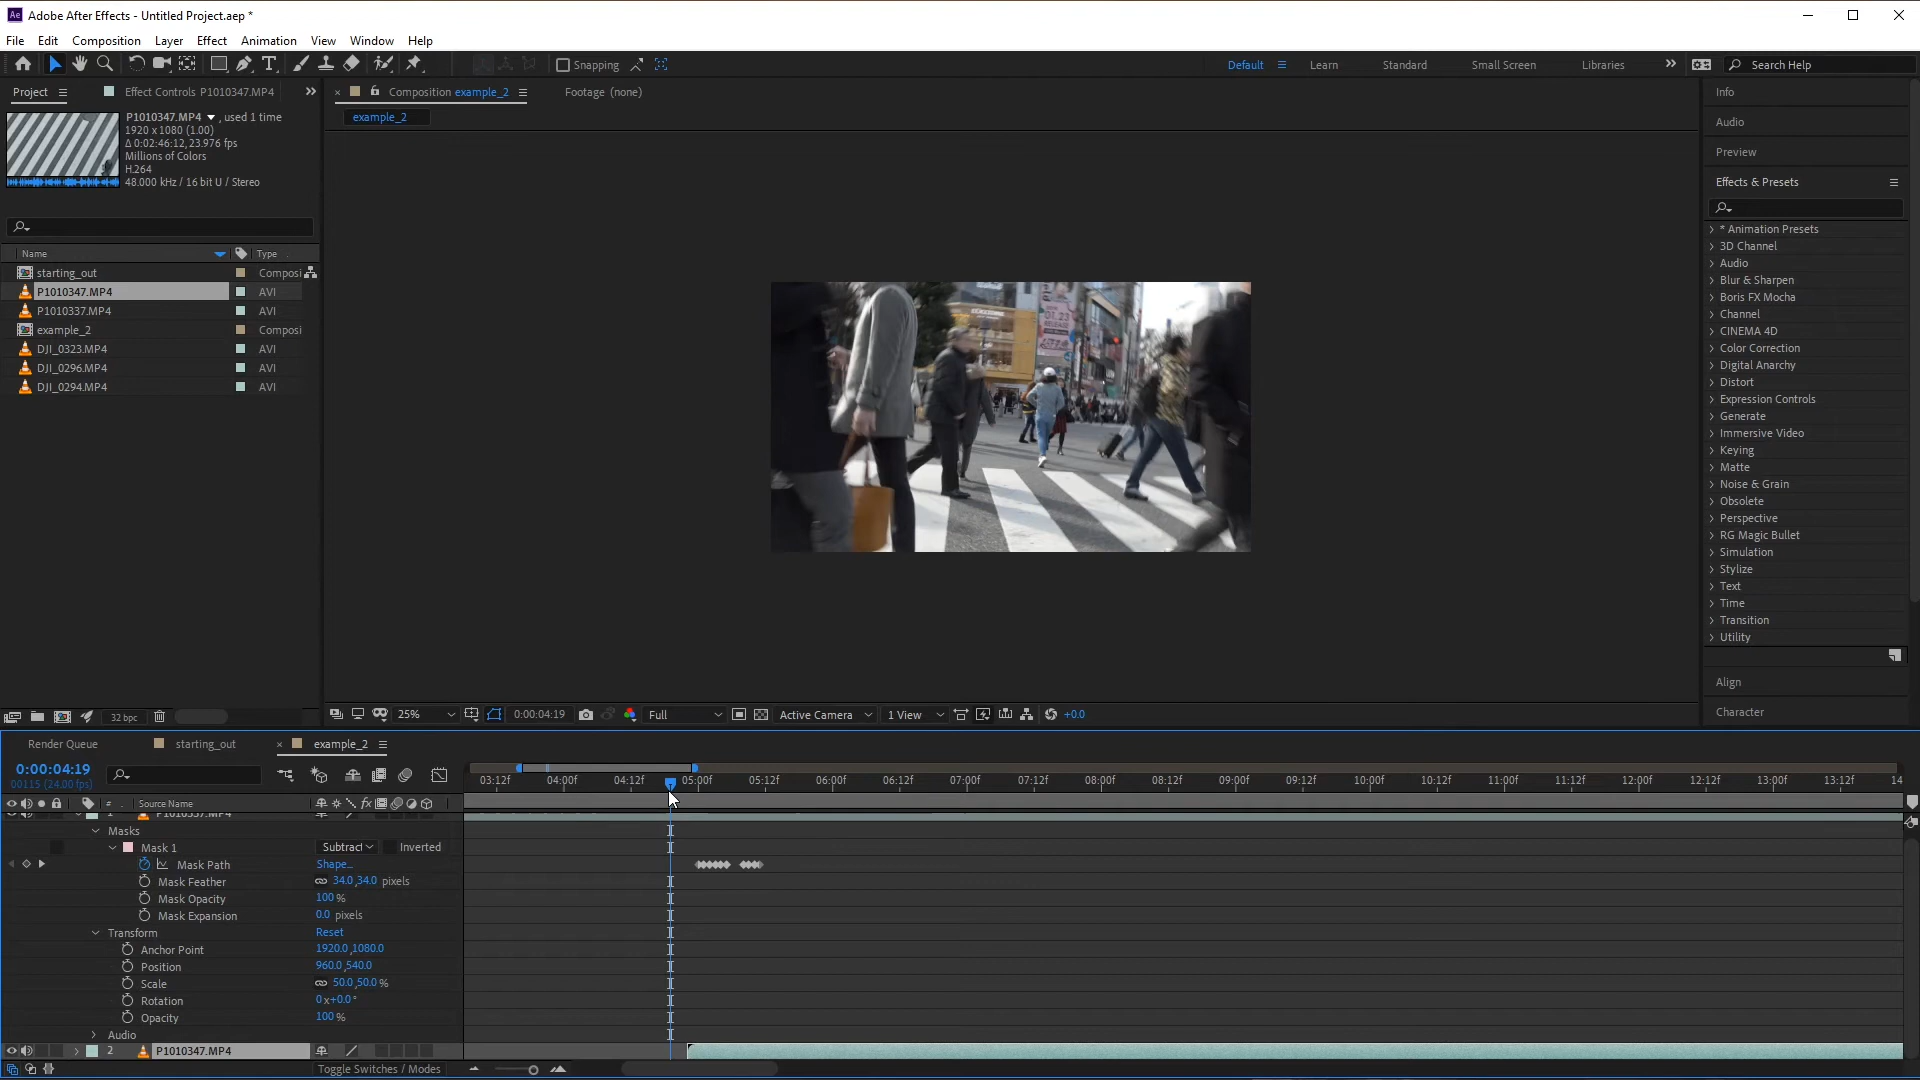 Adobe After Effects - Untitled Project.aep *
File Edit Composition Layer Effect Animation View Window Help
Snapping Default Learn Standard Small Screen Libraries Search Help
Project Effect Controls P1010347.MP4
P1010347.MP4 , used 1 time
1920 x 1080 (1.00)
Δ 0:02:46:12, 23.976 fps
Millions of Colors
H.264
48.000 kHz / 16 bit U / Stereo
Name Type
starting_out Composi
P1010347.MP4 AVI
P1010337.MP4 AVI
example_2 Composi
DJI_0323.MP4 AVI
DJI_0296.MP4 AVI
DJI_0294.MP4 AVI
32 bpc
Composition example_2 Footage (none)
example_2
25% 0:00:04:19 Full Active Camera 1 View +0.0
Info
Audio
Preview
Effects & Presets
* Animation Presets
3D Channel
Audio
Blur & Sharpen
Boris FX Mocha
Channel
CINEMA 4D
Color Correction
Digital Anarchy
Distort
Expression Controls
Generate
Immersive Video
Keying
Matte
Noise & Grain
Obsolete
Perspective
RG Magic Bullet
Simulation
Stylize
Text
Time
Transition
Utility
Align
Character
Render Queue starting_out example_2
0:00:04:19
00115 (24.00 fps)
03:12f 04:00f 04:12f 05:00f 05:12f 06:00f 06:12f 07:00f 07:12f 08:00f 08:12f 09:00f 09:12f 10:00f 10:12f 11:00f 11:12f 12:00f 12:12f 13:00f 13:12f 14
# Source Name
P1010337.MP4
Masks
Mask 1 Subtract Inverted
Mask Path Shape...
Mask Feather 34.0,34.0 pixels
Mask Opacity 100 %
Mask Expansion 0.0 pixels
Transform Reset
Anchor Point 1920.0,1080.0
Position 960.0,540.0
Scale 50.0,50.0 %
Rotation 0 x+0.0 °
Opacity 100 %
Audio
2 P1010347.MP4
Toggle Switches / Modes